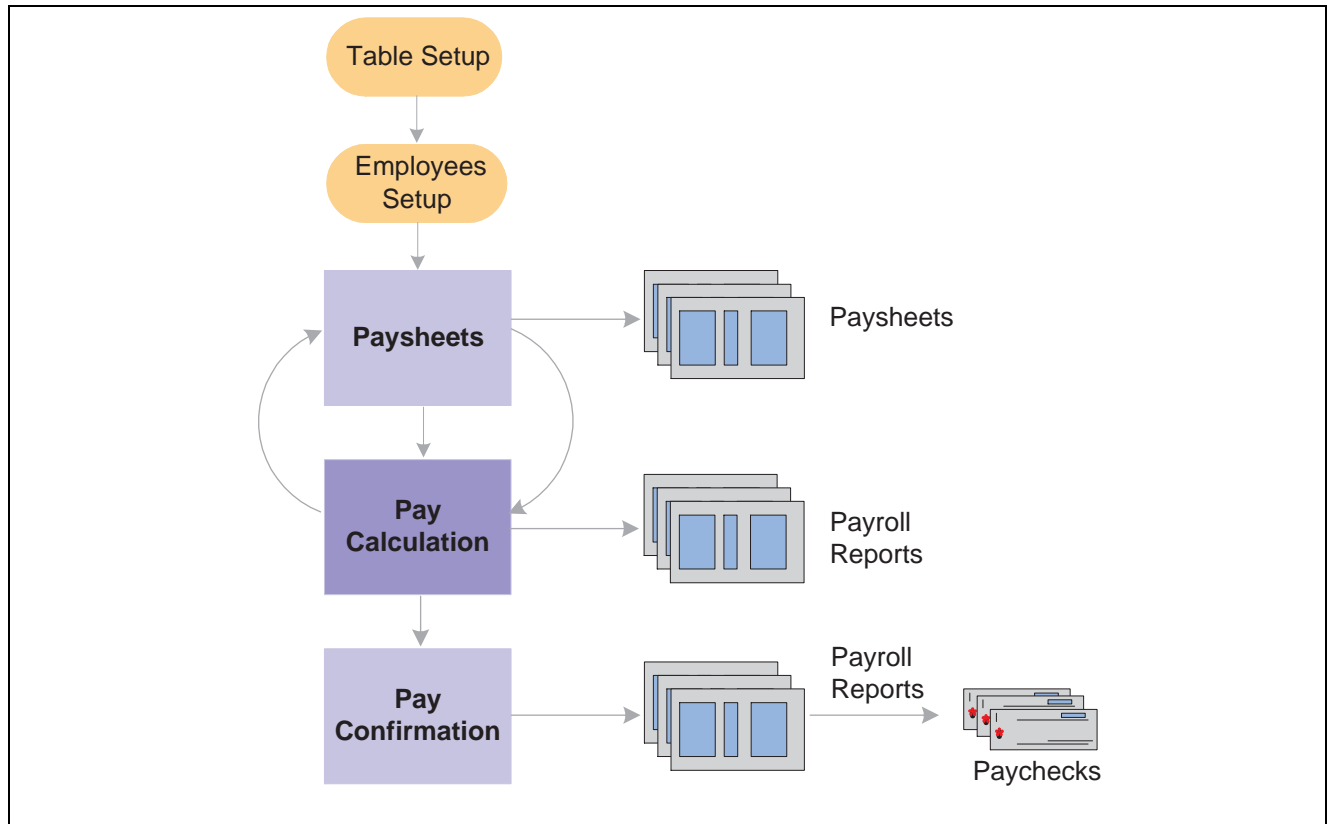 Table Setup
Employees
Setup
Paysheets
Paysheets
Pay
Calculation
Payroll
Reports
Pay
Confirmation
Payroll
Reports
Paychecks